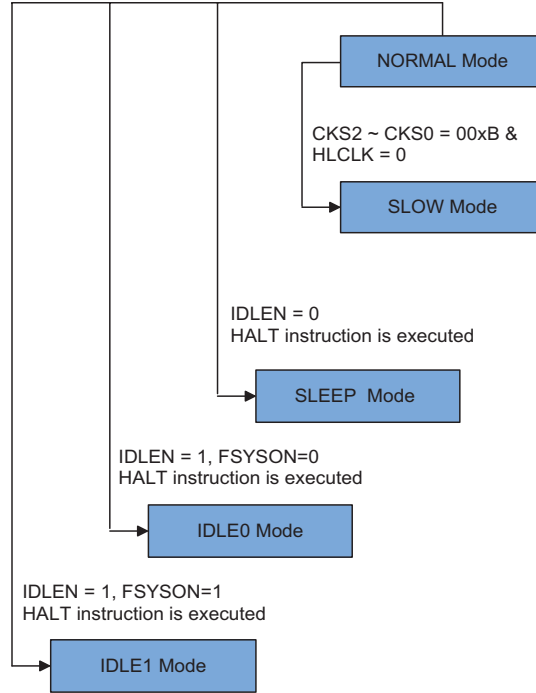 NORMAL Mode
CKS2 ~ CKS0 = 00xB &
HLCLK = 0
SLOW Mode
IDLEN = 0
HALT instruction is executed
SLEEP Mode
IDLEN = 1, FSYSON=0
HALT instruction is executed
IDLE0 Mode
IDLEN = 1, FSYSON=1
HALT instruction is executed
IDLE1 Mode